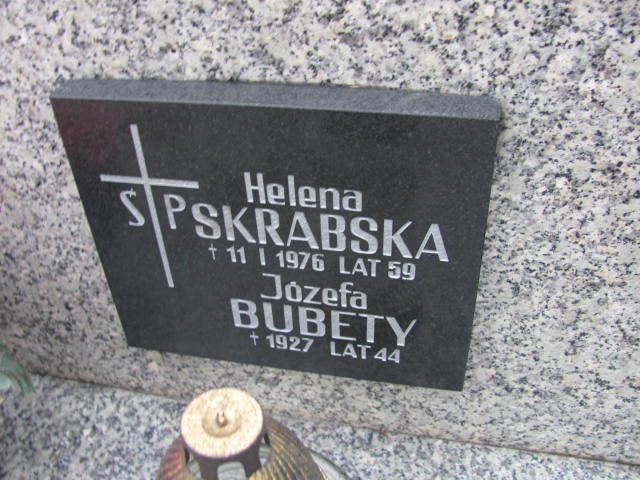 Ś P
Helena
SKRABSKA
† 11 I 1976 LAT 59
Józefa
BUBETY
† 1927 LAT 44